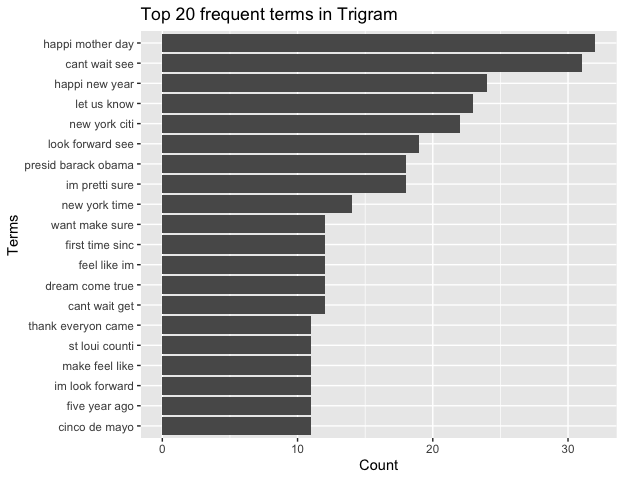 Top 20 frequent terms in Trigram
happi mother day
cant wait see
happi new year
let us know
new york citi
look forward see
presid barack obama
im pretti sure
new york time
want make sure
first time sinc
feel like im
dream come true
cant wait get
thank everyon came
st loui counti
make feel like
im look forward
five year ago
cinco de mayo
Terms
0 10 20 30
Count